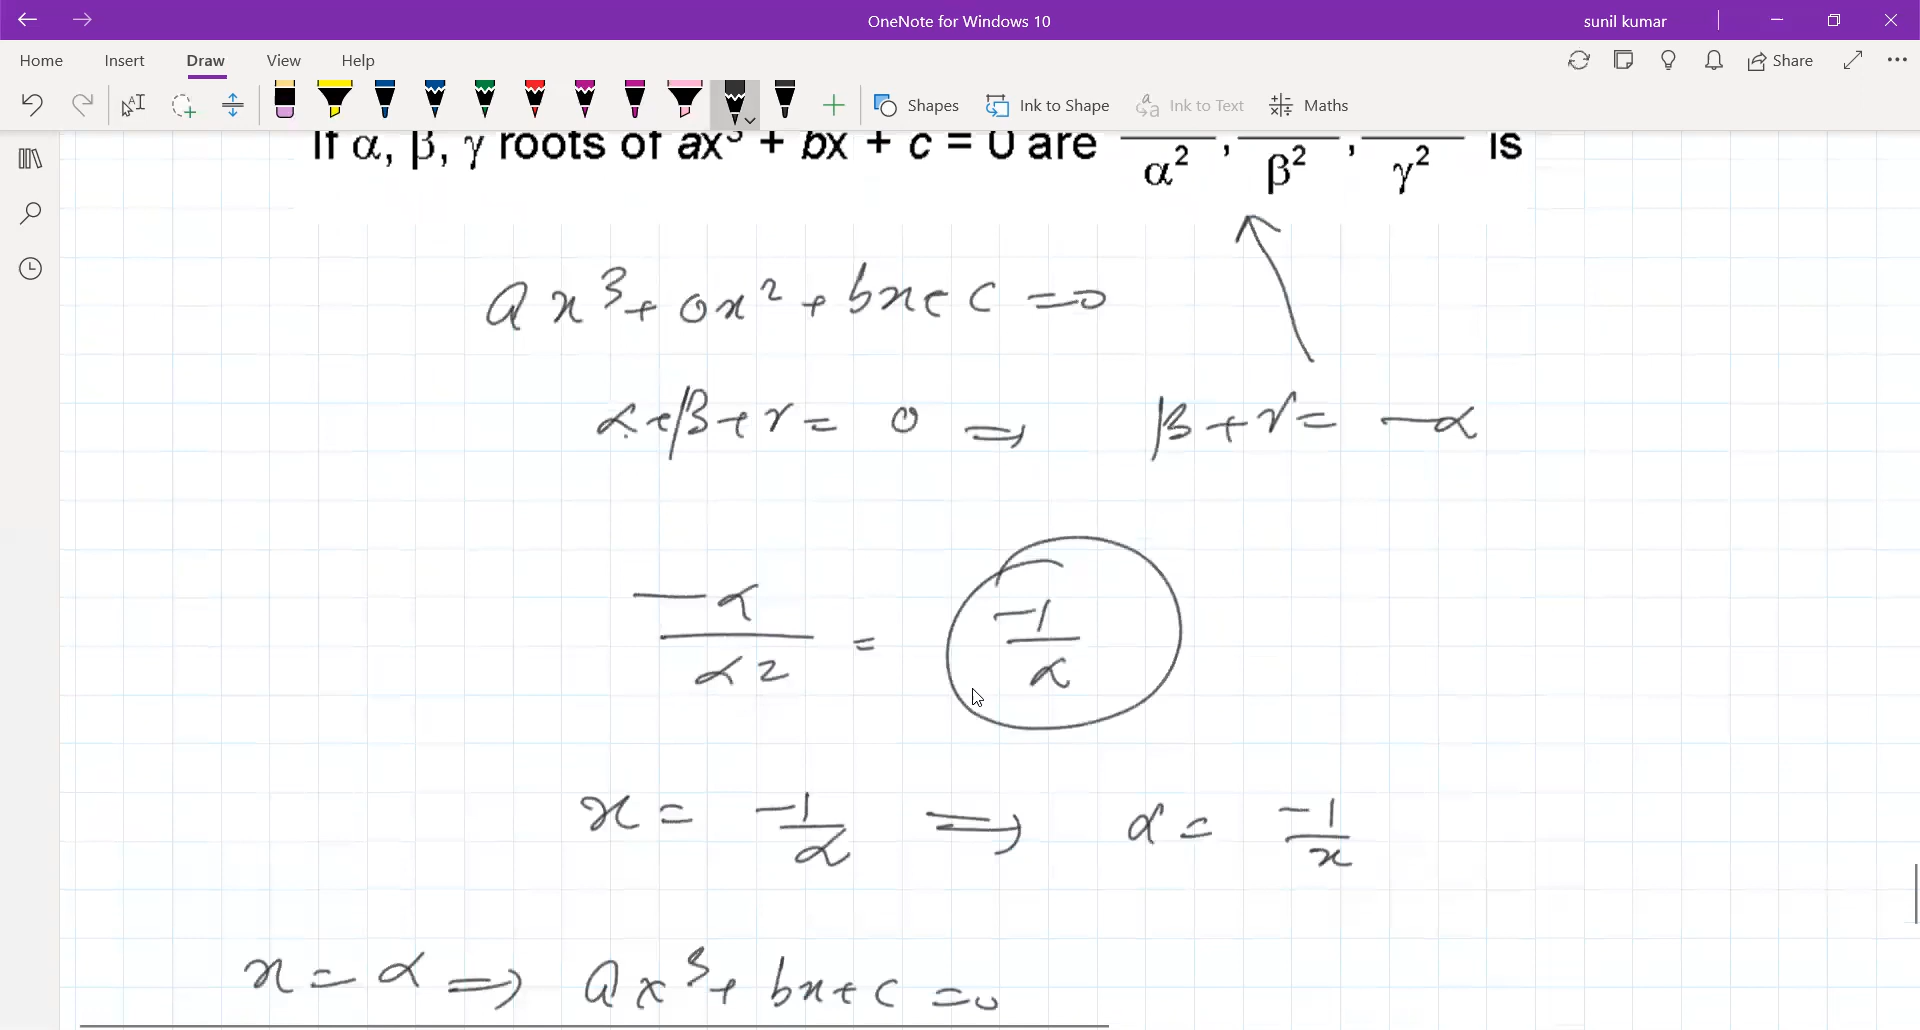 OneNote for Windows 10
sunil kumar
Home Insert Draw View Help
Share
Shapes Ink to Shape Ink to Text Maths
If α, β, γ roots of ax³ + bx + c = 0 are α², β², γ² is
ax³ + 0x² + bx + c = 0
α + β + γ = 0 ⇒ β + γ = -α
-α/α² = -1/α
x = -1/α ⇒ α = -1/x
x = α ⇒ ax³ + bx + c = 0